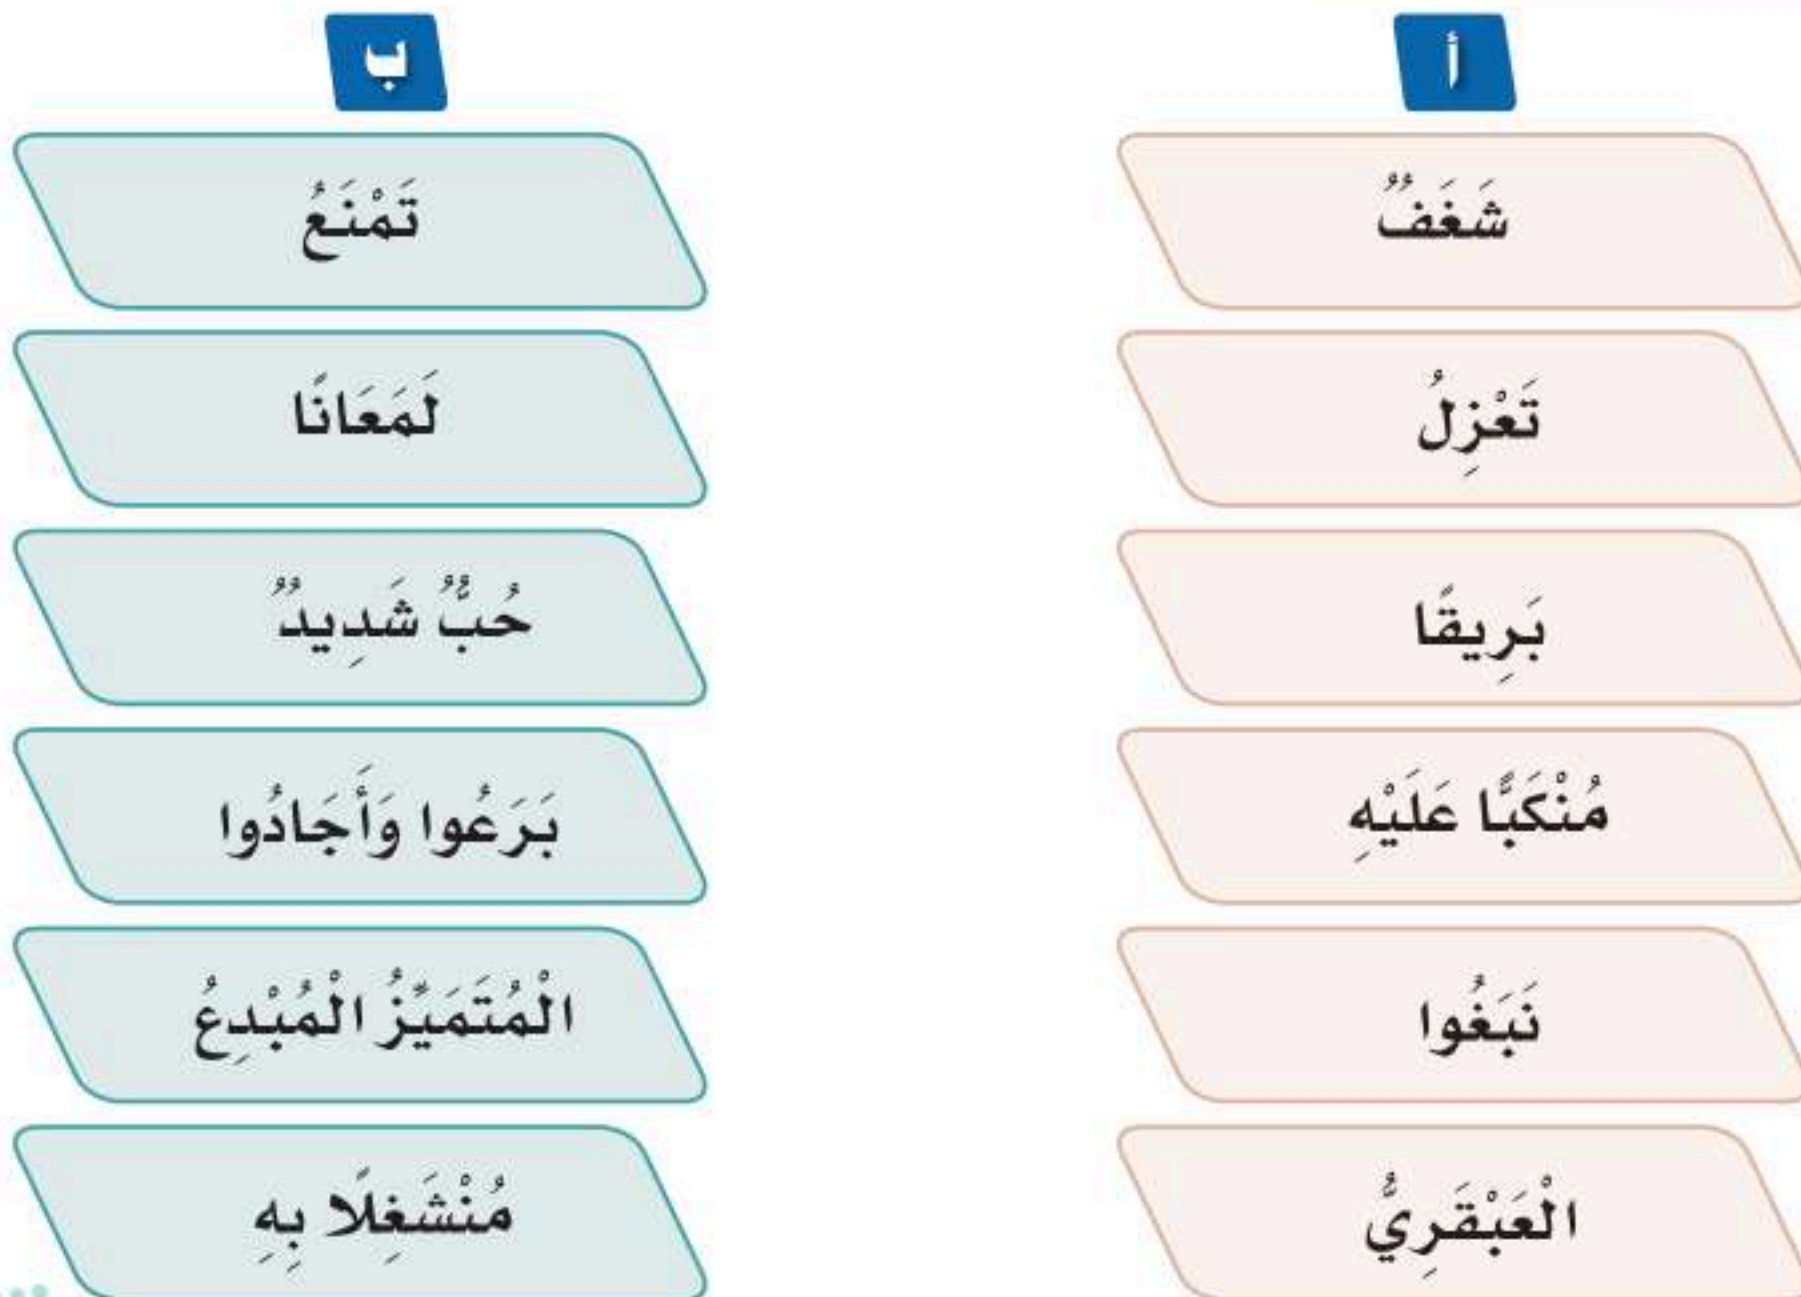 أ
شَغَفٌ
تَعْزِلُ
بَرِيقًا
مُنْكَبًّا عَلَيْهِ
نَبَغُوا
الْعَبْقَرِيُّ
ب
تَمْنَعُ
لَمَعَانًا
حُبٌّ شَدِيدٌ
بَرَعُوا وَأَجَادُوا
الْمُتَمَيِّزُ الْمُبْدِعُ
مُنْشَغِلًا بِهِ